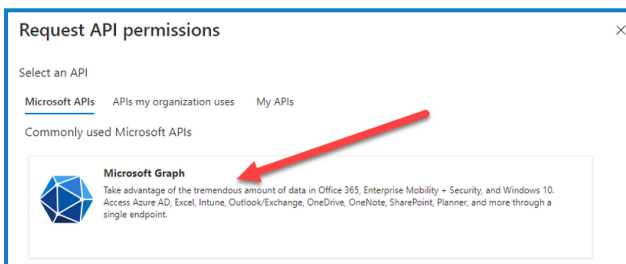 Request API permissions
Select an API
Microsoft APIs APIs my organization uses My APIs
Commonly used Microsoft APIs
Microsoft Graph
Take advantage of the tremendous amount of data in Office 365, Enterprise Mobility + Security, and Windows 10.
Access Azure AD, Excel, Intune, Outlook/Exchange, OneDrive, OneNote, SharePoint, Planner, and more through a
single endpoint.